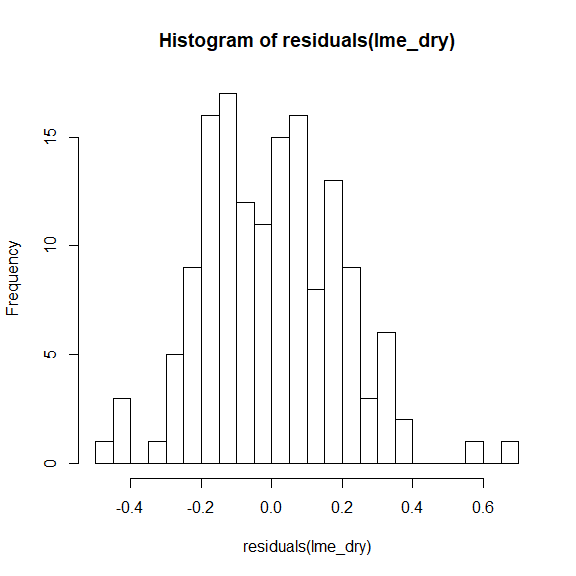 Histogram of residuals(lme_dry)
Frequency
15
10
5
0
-0.4 -0.2 0.0 0.2 0.4 0.6
residuals(lme_dry)